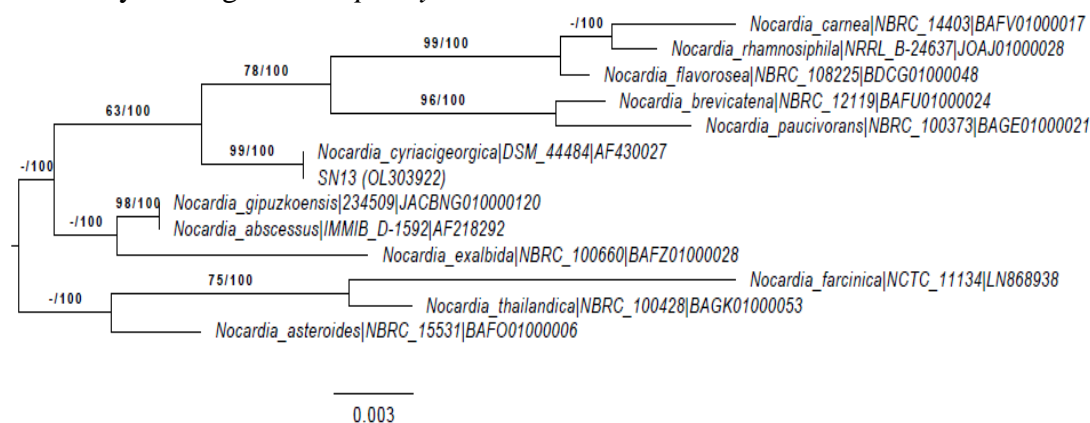 -/100
Nocardia_carnea|NBRC_14403|BAFV01000017
99/100
Nocardia_rhamnosiphila|NRRL_B-24637|JOAJ01000028
78/100
Nocardia_flavorosea|NBRC_108225|BDCG01000048
96/100
Nocardia_brevicatena|NBRC_12119|BAFU01000024
63/100
Nocardia_paucivorans|NBRC_100373|BAGE01000021
99/100
Nocardia_cyriacigeorgica|DSM_44484|AF430027
-/100
SN13 (OL303922)
98/100
Nocardia_gipuzkoensis|234509|JACBNG010000120
-/100
Nocardia_abscessus|IMMIB_D-1592|AF218292
Nocardia_exalbida|NBRC_100660|BAFZ01000028
75/100
Nocardia_farcinica|NCTC_11134|LN868938
-/100
Nocardia_thailandica|NBRC_100428|BAGK01000053
Nocardia_asteroides|NBRC_15531|BAFO01000006
0.003